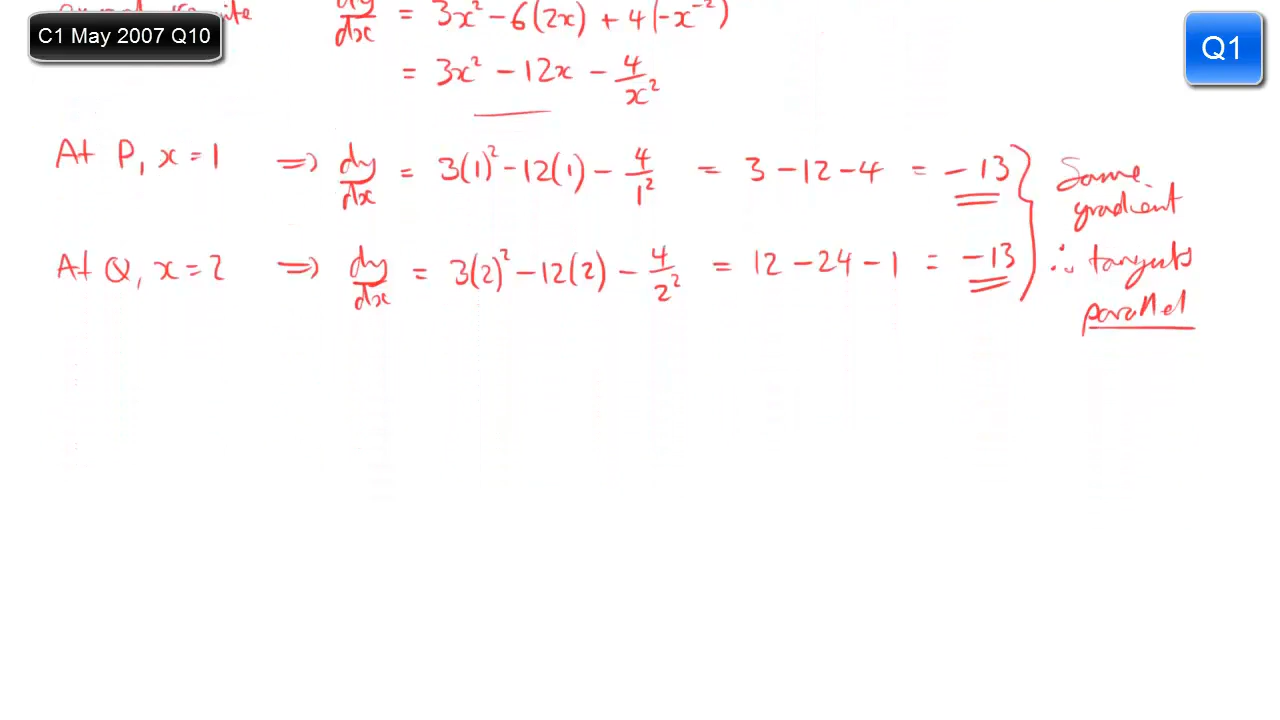 dy/dx = 3x² - 6(2x) + 4(-x⁻²)
C1 May 2007 Q10
Q1
= 3x² - 12x - 4/x²
At P, x = 1 ⇒ dy/dx = 3(1)² - 12(1) - 4/1² = 3 - 12 - 4 = -13
Same gradient
At Q, x = 2 ⇒ dy/dx = 3(2)² - 12(2) - 4/2² = 12 - 24 - 1 = -13
∴ tangents
parallel